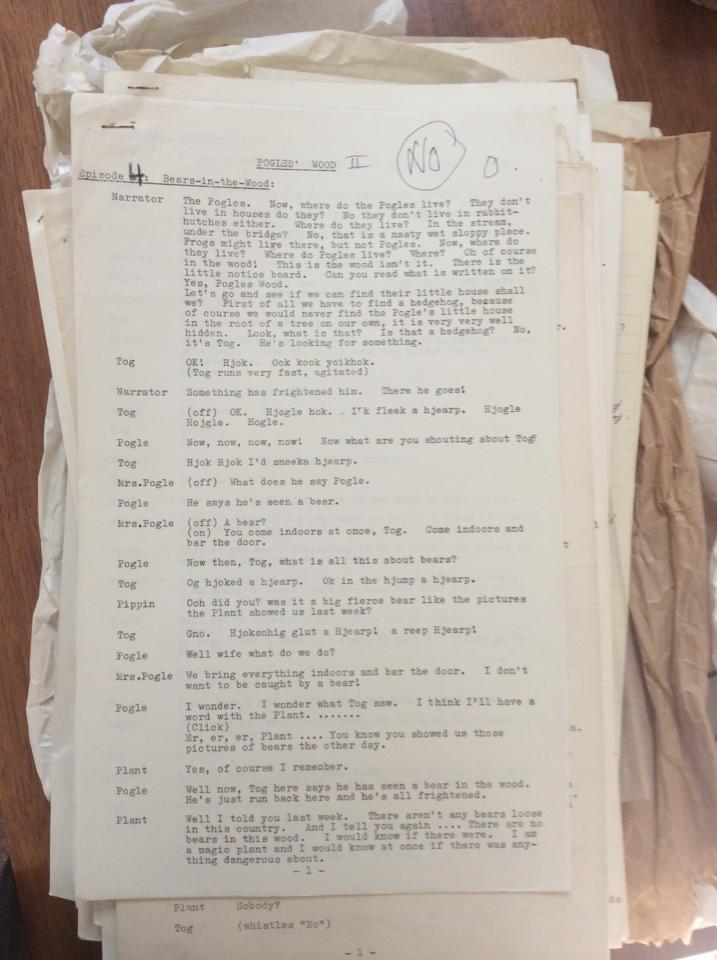 POGLES' WOOD II
No
Episode 4: Bears-in-the-Wood:
Narrator The Pogles. Now, where do the Pogles live? They don't
live in houses do they? No they don't live in rabbit-
hutches either. Where do they live? In the stream,
under the bridge? No, that is a nasty wet sloppy place.
Frogs might live there, but not Pogles. Now, where do
they live? Where do Pogles live? Where? Oh of course
in the wood! This is the wood isn't it. There is the
little notice board. Can you read what is written on it?
Yes, Pogles Wood.
Let's go and see if we can find their little house shall
we? First of all we have to find a hedgehog, because
of course we would never find the Pogle's little house
in the root of a tree on our own, it is very very well
hidden. Look, what is that? Is that a hedgehog? No,
it's Tog. He's looking for something.
Tog OK! Hjok. Ook kook yoikhok.
(Tog runs very fast, agitated)
Narrator Something has frightened him. There he goes!
Tog (off) OK. Hjogle hok. I'k fleek a hjearp. Hjogle
Hojgle. Hogle.
Pogle Now, now, now, now! Now what are you shouting about Tog?
Tog Hjok Hjok I'd sneeka hjearp.
Mrs.Pogle (off) What does he say Pogle.
Pogle He says he's seen a bear.
Mrs.Pogle (off) A bear?
(on) You come indoors at once, Tog. Come indoors and
bar the door.
Pogle Now then, Tog, what is all this about bears?
Tog Og hjoked a hjearp. Ok in the hjump a hjearp.
Pippin Ooh did you? was it a big fierce bear like the pictures
the Plant showed us last week?
Tog Gno. Hjoksohig glut a Hjearp! a reep Hjearp!
Pogle Well wife what do we do?
Mrs.Pogle We bring everything indoors and bar the door. I don't
want to be caught by a bear!
Pogle I wonder. I wonder what Tog saw. I think I'll have a
word with the Plant. .......
(Click)
Er, er, er, Plant .... You know you showed us those
pictures of bears the other day.
Plant Yes, of course I remember.
Pogle Well now, Tog here says he has seen a bear in the wood.
He's just run back here and he's all frightened.
Plant Well I told you last week. There aren't any bears loose
in this country. And I tell you again .... There are no
bears in this wood. I would know if there were. I am
a magic plant and I would know at once if there was any-
thing dangerous about.
- 1 -
Plant Nobody?
Tog (whistles "No")
- 1 -